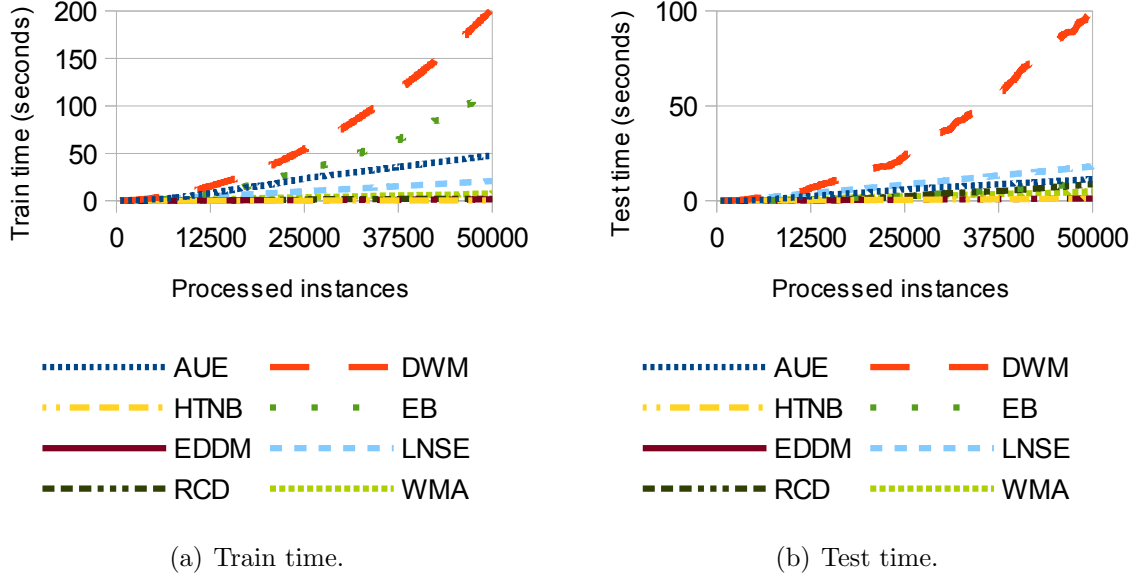 Train time (seconds)
200
150
100
50
0
0 12500 25000 37500 50000
Processed instances
AUE DWM
HTNB EB
EDDM LNSE
RCD WMA
(a) Train time.
Test time (seconds)
100
50
0
0 12500 25000 37500 50000
Processed instances
AUE DWM
HTNB EB
EDDM LNSE
RCD WMA
(b) Test time.